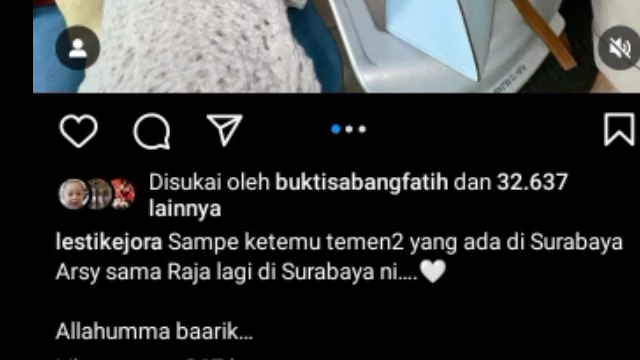 Disukai oleh buktisabangfatih dan 32.637
lainnya
lestikejora Sampe ketemu temen2 yang ada di Surabaya
Arsy sama Raja lagi di Surabaya ni....🤍
Allahumma baarik...